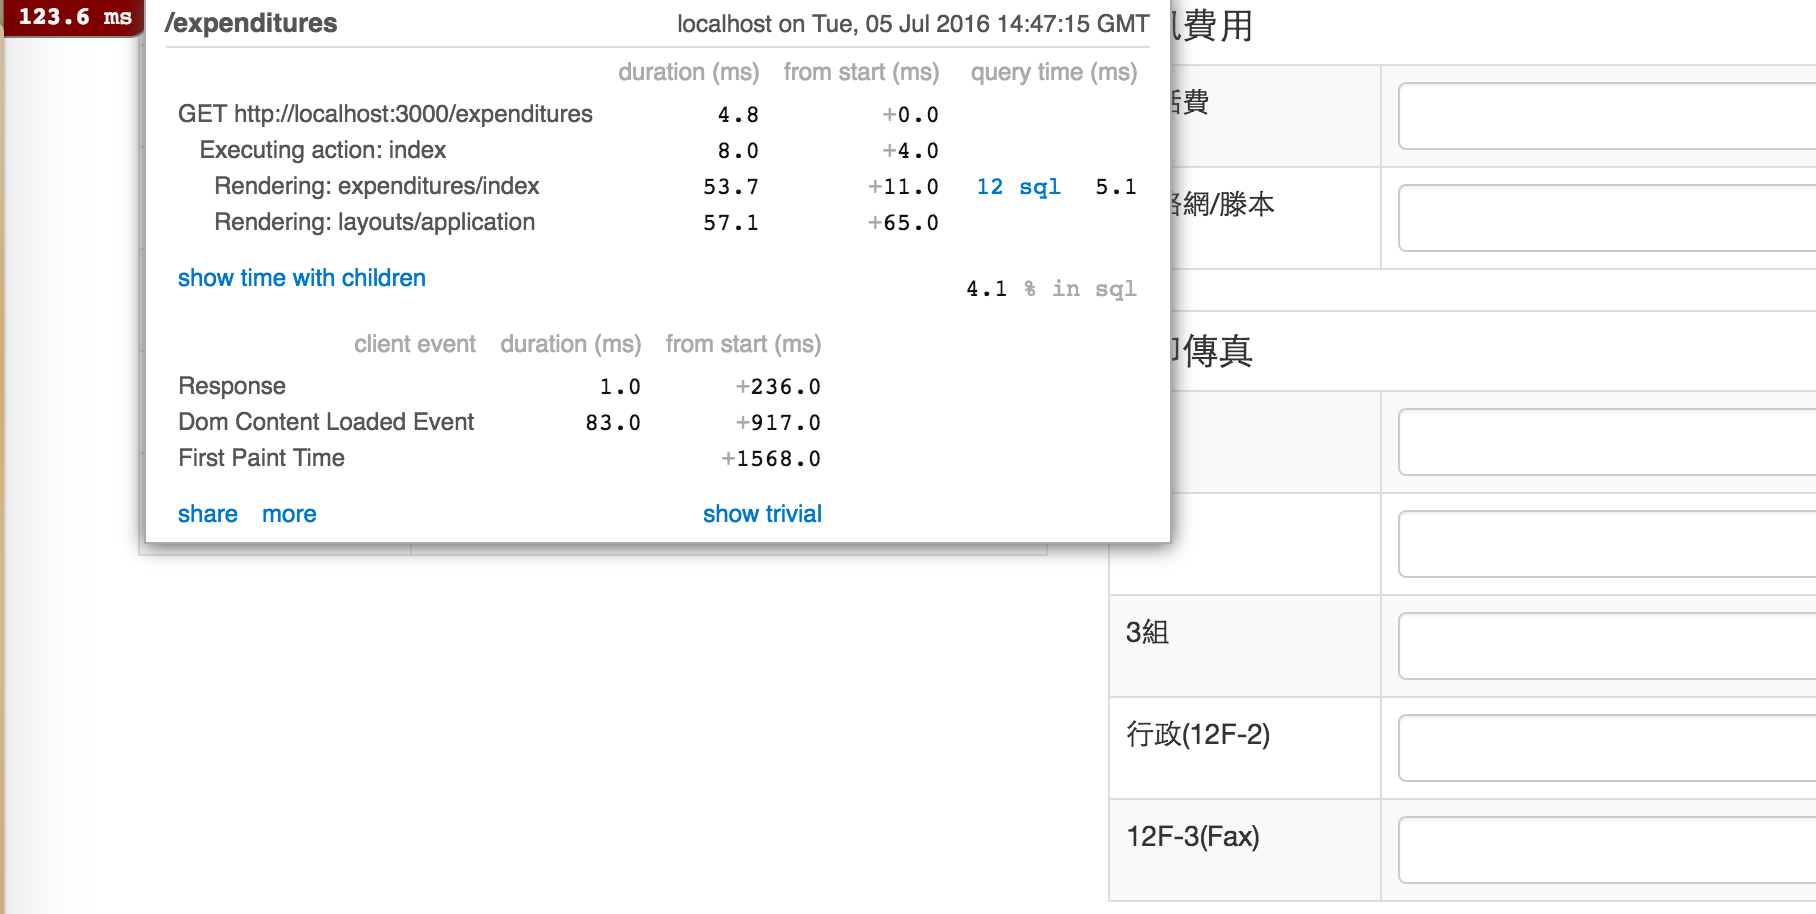 123.6 ms
/expenditures localhost on Tue, 05 Jul 2016 14:47:15 GMT
duration (ms) from start (ms) query time (ms)
GET http://localhost:3000/expenditures 4.8 +0.0
Executing action: index 8.0 +4.0
Rendering: expenditures/index 53.7 +11.0 12 sql 5.1
Rendering: layouts/application 57.1 +65.0
show time with children
4.1 % in sql
client event duration (ms) from start (ms)
Response 1.0 +236.0
Dom Content Loaded Event 83.0 +917.0
First Paint Time +1568.0
share more show trivial
費用
費
網/滕本
傳真
3組
行政(12F-2)
12F-3(Fax)